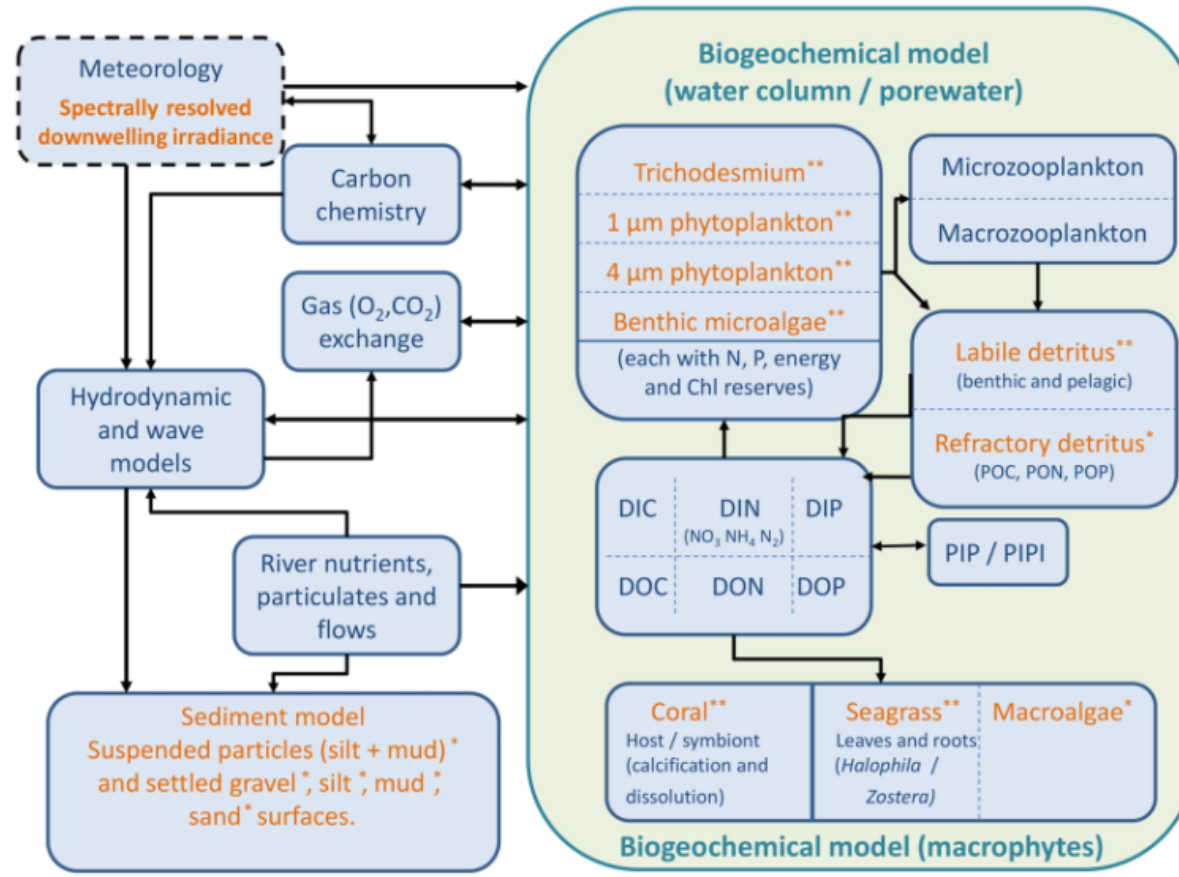 Meteorology
Spectrally resolved
downwelling irradiance
Carbon
chemistry
Gas (O₂,CO₂)
exchange
Hydrodynamic
and wave
models
River nutrients,
particulates and
flows
Sediment model
Suspended particles (silt + mud) *
and settled gravel *, silt *, mud *,
sand * surfaces.
Biogeochemical model
(water column / porewater)
Trichodesmium**
1 µm phytoplankton**
4 µm phytoplankton**
Benthic microalgae**
(each with N, P, energy
and Chl reserves)
Microzooplankton
Macrozooplankton
Labile detritus**
(benthic and pelagic)
Refractory detritus*
(POC, PON, POP)
DIC DIN DIP
(NO₃ NH₄ N₂)
DOC DON DOP
PIP / PIPI
Coral**
Host / symbiont
(calcification and
dissolution)
Seagrass**
Leaves and roots
(Halophila /
Zostera)
Macroalgae*
Biogeochemical model (macrophytes)